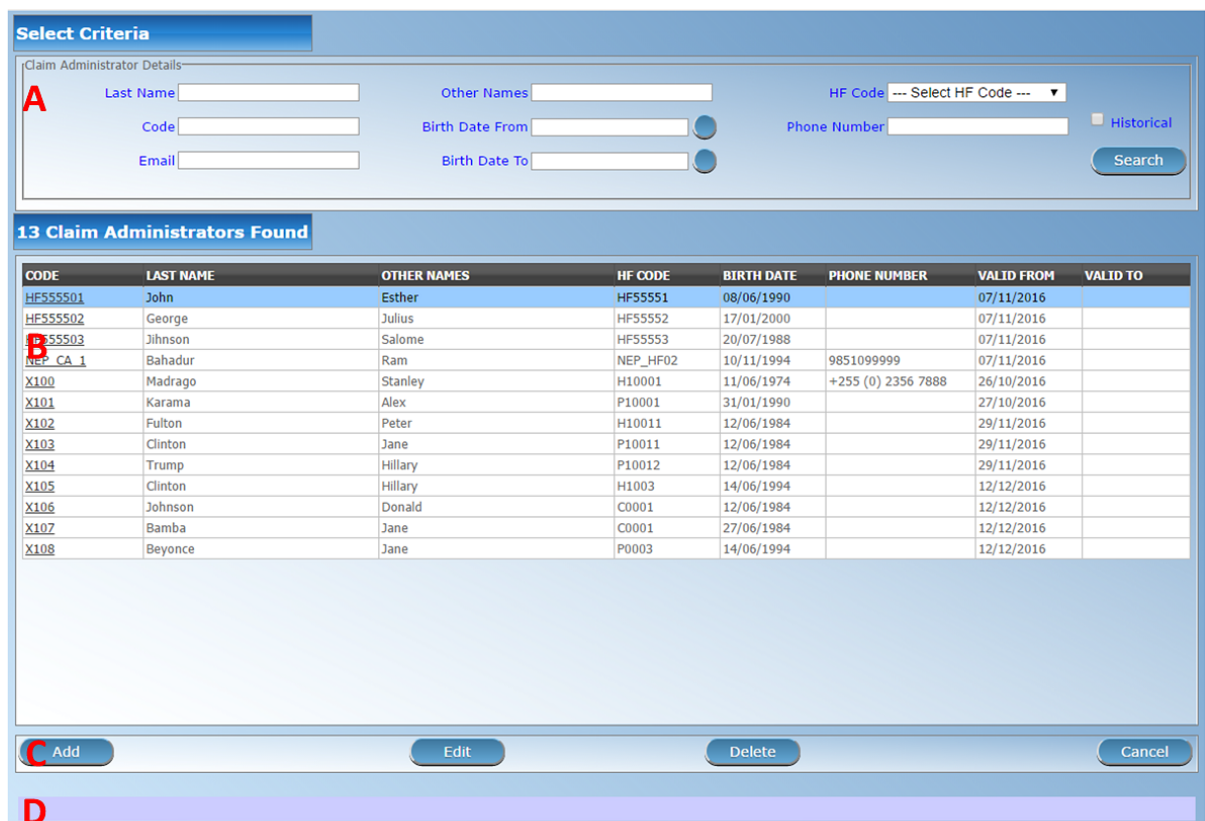 Select Criteria
Claim Administrator Details
A
Last Name Other Names HF Code --- Select HF Code ---
Code Birth Date From Phone Number Historical
Email Birth Date To Search
13 Claim Administrators Found
CODE LAST NAME OTHER NAMES HF CODE BIRTH DATE PHONE NUMBER VALID FROM VALID TO
HF555501 John Esther HF55551 08/06/1990 07/11/2016
HF555502 George Julius HF55552 17/01/2000 07/11/2016
HF555503 Jihnson Salome HF55553 20/07/1988 07/11/2016
B
NEP_CA_1 Bahadur Ram NEP_HF02 10/11/1994 9851099999 07/11/2016
X100 Madrago Stanley H10001 11/06/1974 +255 (0) 2356 7888 26/10/2016
X101 Karama Alex P10001 31/01/1990 27/10/2016
X102 Fulton Peter H10011 12/06/1984 29/11/2016
X103 Clinton Jane P10011 12/06/1984 29/11/2016
X104 Trump Hillary P10012 12/06/1984 29/11/2016
X105 Clinton Hillary H1003 14/06/1994 12/12/2016
X106 Johnson Donald C0001 12/06/1984 12/12/2016
X107 Bamba Jane C0001 27/06/1984 12/12/2016
X108 Beyonce Jane P0003 14/06/1994 12/12/2016
C Add Edit Delete Cancel
D